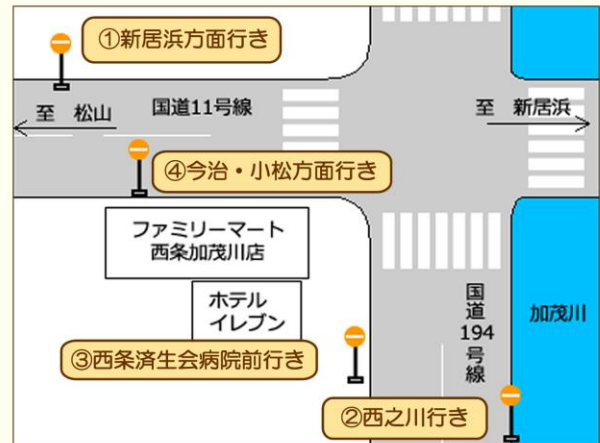 ①新居浜方面行き
至 松山
国道11号線
至 新居浜
④今治・小松方面行き
ファミリーマート
西条加茂川店
ホテル
イレブン
国道194号線
加茂川
③西条済生会病院前行き
②西之川行き